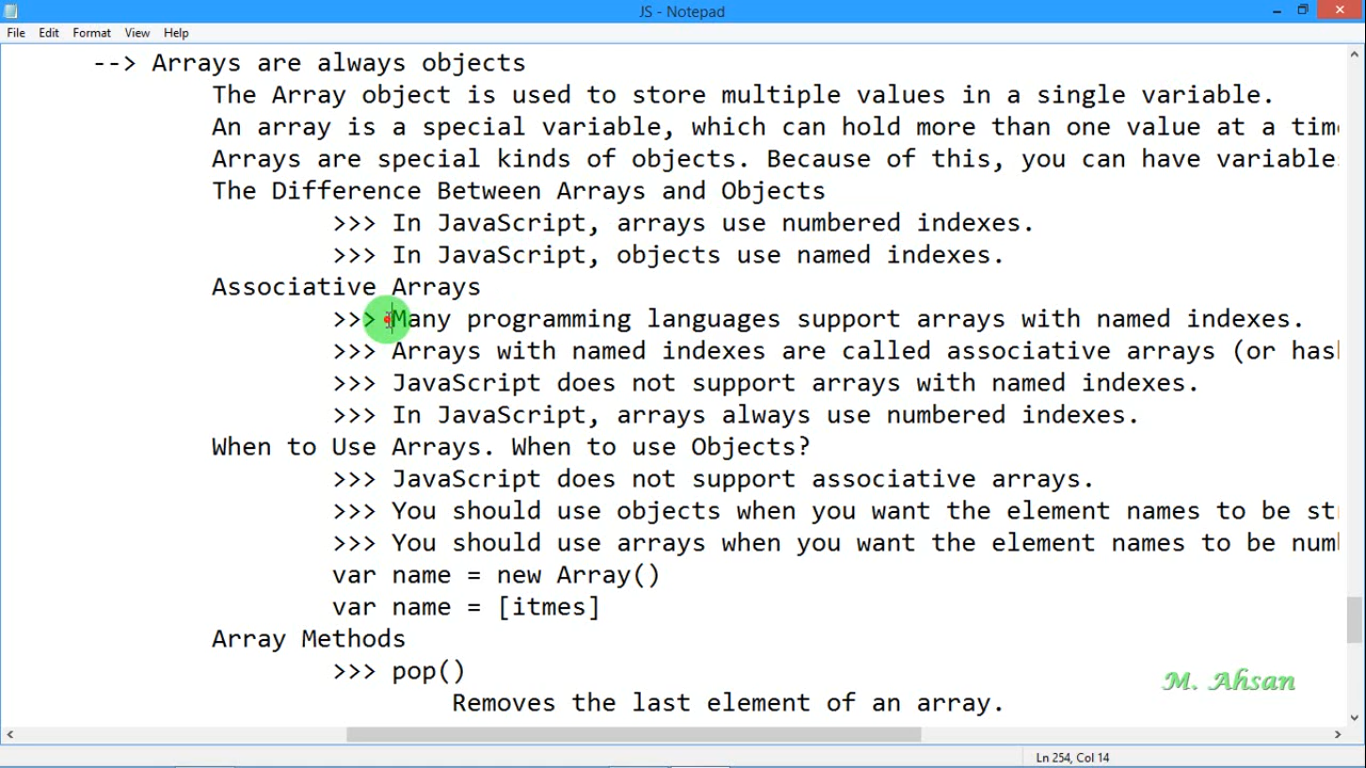 JS - Notepad
File Edit Format View Help
--> Arrays are always objects
The Array object is used to store multiple values in a single variable.
An array is a special variable, which can hold more than one value at a
Arrays are special kinds of objects. Because of this, you can have
The Difference Between Arrays and Objects
>>> In JavaScript, arrays use numbered indexes.
>>> In JavaScript, objects use named indexes.
Associative Arrays
>>> Many programming languages support arrays with named indexes.
>>> Arrays with named indexes are called associative arrays (or
>>> JavaScript does not support arrays with named indexes.
>>> In JavaScript, arrays always use numbered indexes.
When to Use Arrays. When to use Objects?
>>> JavaScript does not support associative arrays.
>>> You should use objects when you want the element names to be
>>> You should use arrays when you want the element names to be
var name = new Array()
var name = [itmes]
Array Methods
>>> pop()
Removes the last element of an array.
M. Ahsan
Ln 254, Col 14